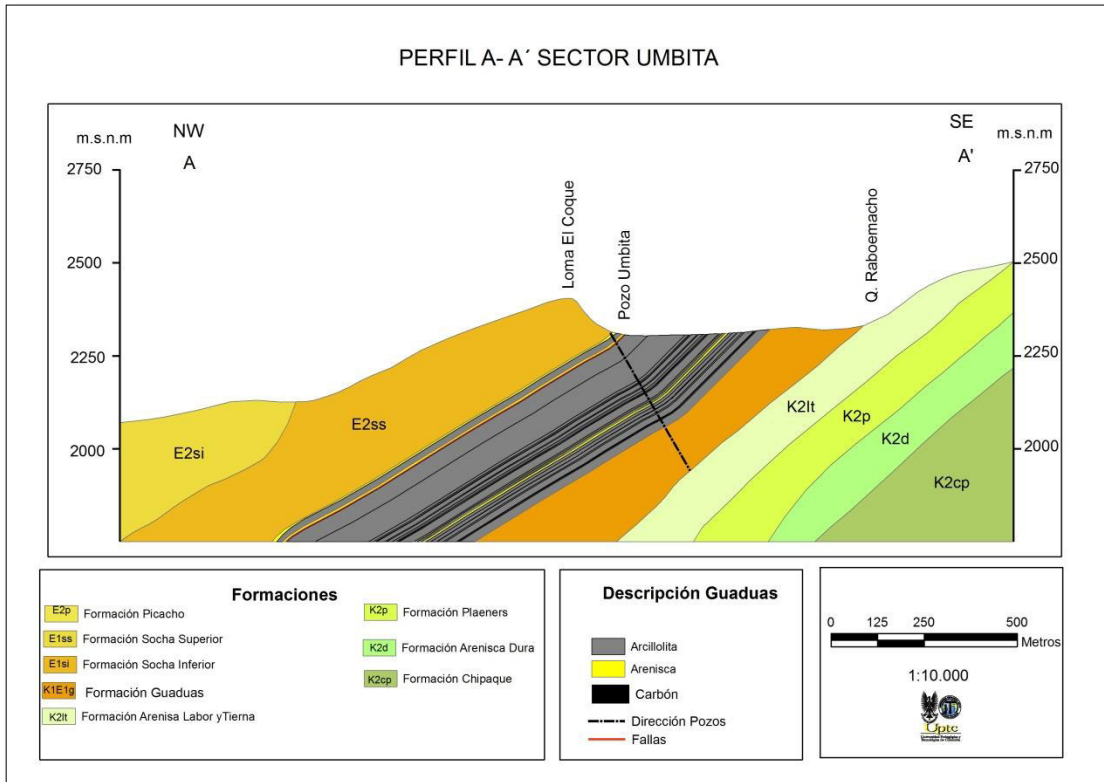 PERFIL A- A´ SECTOR UMBITA
NW
A
SE
A'
m.s.n.m
m.s.n.m
2750
2500
2250
2000
2750
2500
2250
2000
Loma El Coque
Pozo Umbita
Q. Raboemacho
E2si
E2ss
K2lt
K2p
K2d
K2cp
Formaciones
E2p Formación Picacho
E1ss Formación Socha Superior
E1si Formación Socha Inferior
K1E1g Formación Guaduas
K2lt Formación Arenisa Labor yTierna
K2p Formación Plaeners
K2d Formación Arenisca Dura
K2cp Formación Chipaque
Descripción Guaduas
Arcillolita
Arenisca
Carbón
Dirección Pozos
Fallas
0 125 250 500
Metros
1:10.000
Uptc